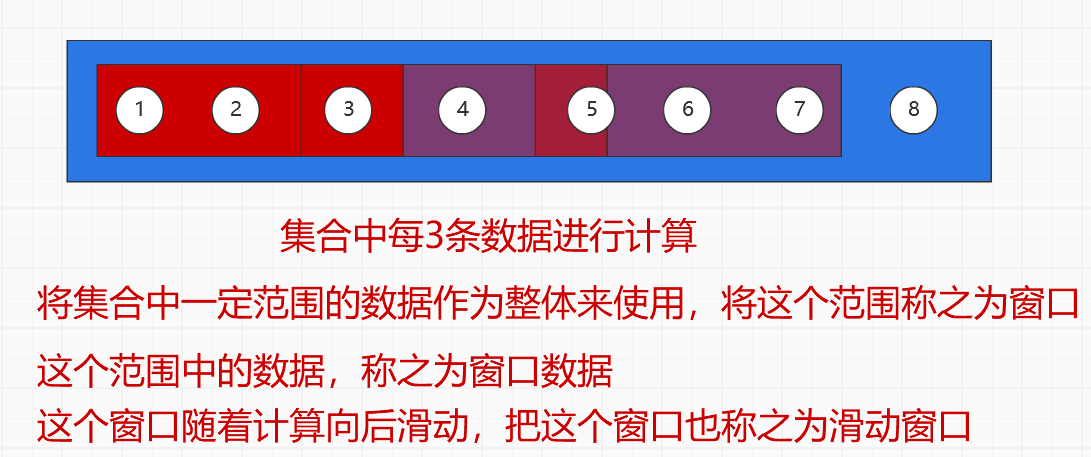 1 2 3 4 5 6 7 8
集合中每3条数据进行计算
将集合中一定范围的数据作为整体来使用，将这个范围称之为窗口
这个范围中的数据，称之为窗口数据
这个窗口随着计算向后滑动，把这个窗口也称之为滑动窗口